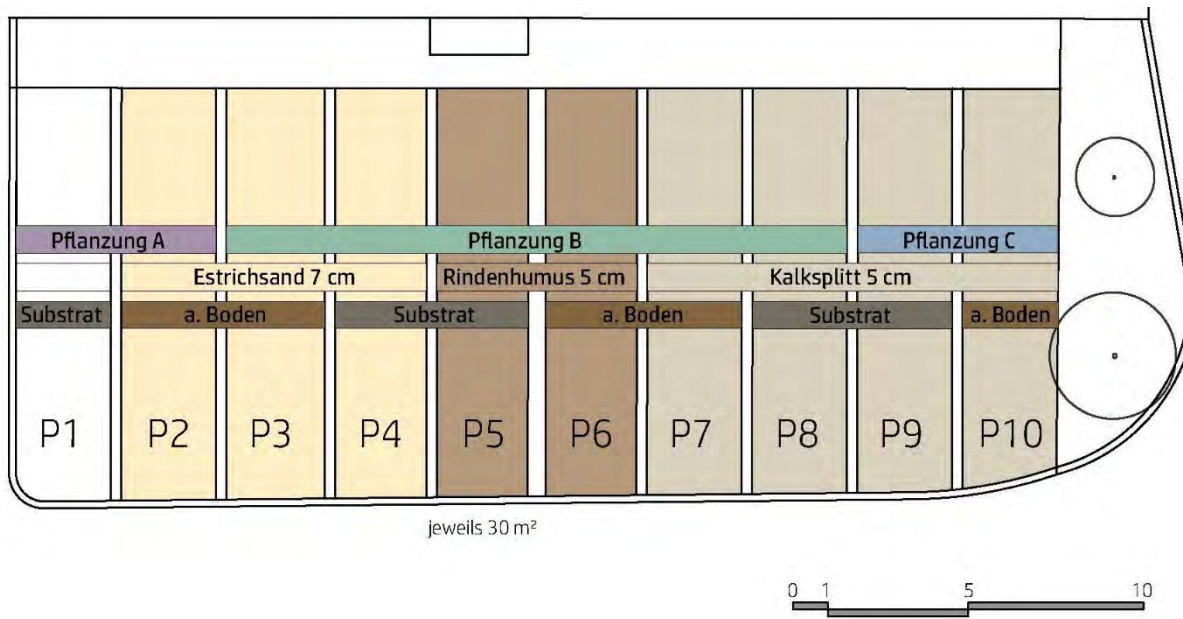 Pflanzung A Pflanzung B Pflanzung C
Estrichsand 7 cm Rindenhumus 5 cm Kalksplitt 5 cm
Substrat a. Boden Substrat a. Boden Substrat a. Boden
P1 P2 P3 P4 P5 P6 P7 P8 P9 P10
jeweils 30 m²
0 1 5 10